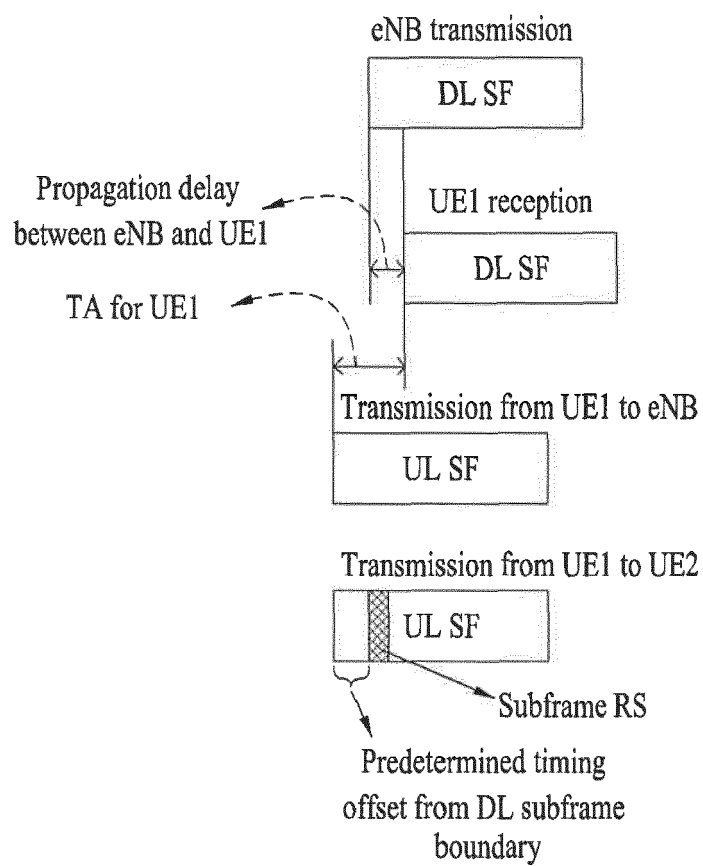 eNB transmission
DL SF
Propagation delay
between eNB and UE1
UE1 reception
DL SF
TA for UE1
Transmission from UE1 to eNB
UL SF
Transmission from UE1 to UE2
UL SF
Subframe RS
Predetermined timing
offset from DL subframe
boundary